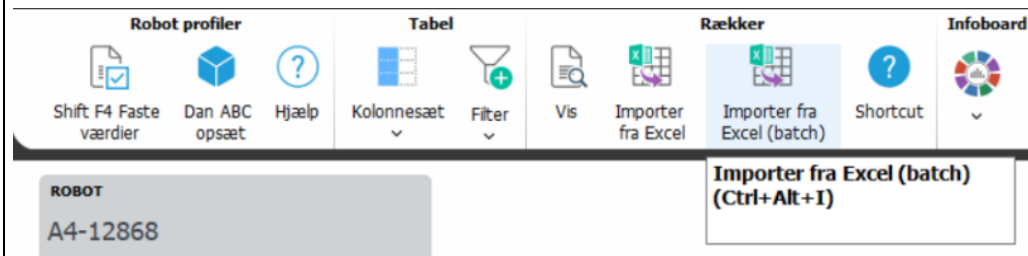 Robot profiler
Tabel
Rækker
Infoboard
Shift F4 Faste
værdier
Dan ABC
opsæt
Hjælp
Kolonnesæt
Filter
Vis
Importer
fra Excel
Importer fra
Excel (batch)
Shortcut
Importer fra Excel (batch)
(Ctrl+Alt+I)
ROBOT
A4-12868